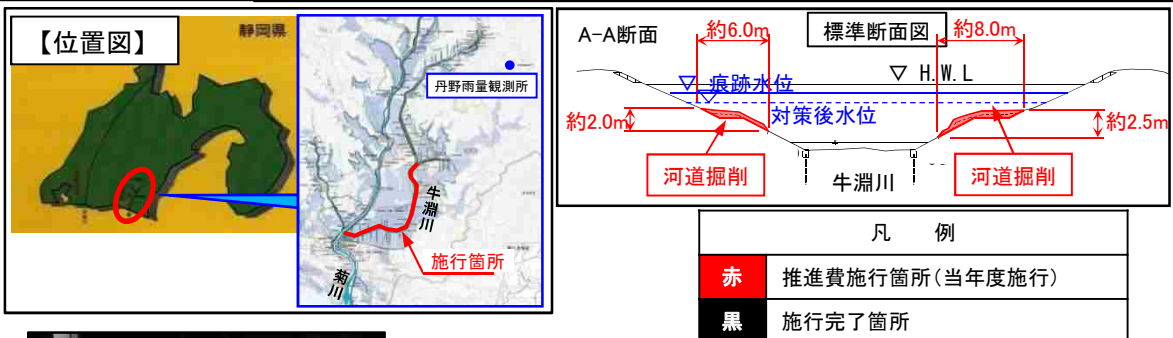 【位置図】
静岡県
丹野雨量観測所
牛淵川
施行箇所
菊川
A-A断面
約6.0m
標準断面図
約8.0m
▽ 痕跡水位
▽ H.W.L
▽
対策後水位
約2.0m
約2.5m
河道掘削
牛淵川
河道掘削
凡 例
赤 推進費施行箇所(当年度施行)
黒 施行完了箇所